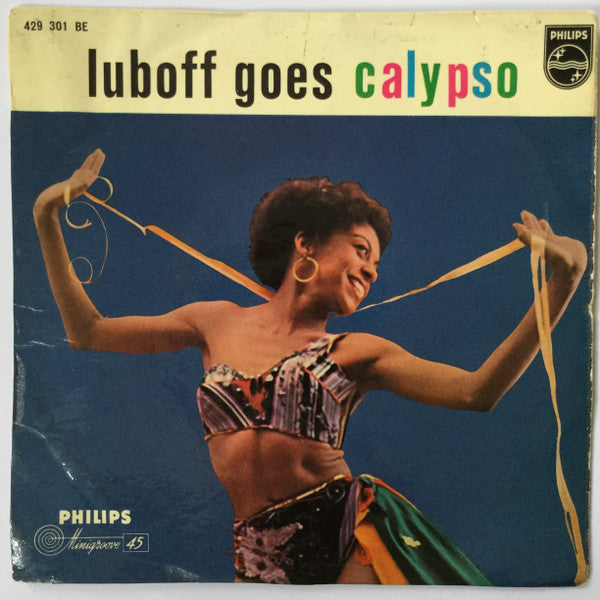 429 301 BE
PHILIPS
luboff goes calypso
PHILIPS
Minigroove 45